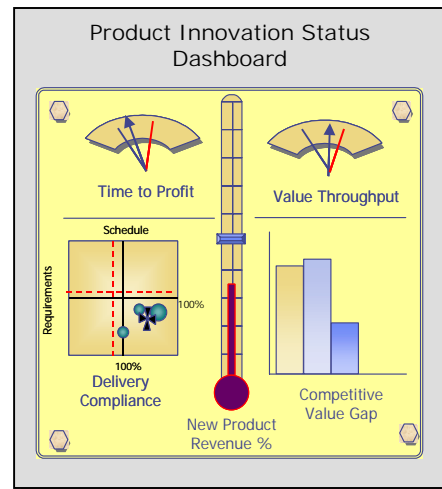 Product Innovation Status
Dashboard
Time to Profit
Value Throughput
Schedule
Requirements
100%
100%
Delivery
Compliance
New Product
Revenue %
Competitive
Value Gap